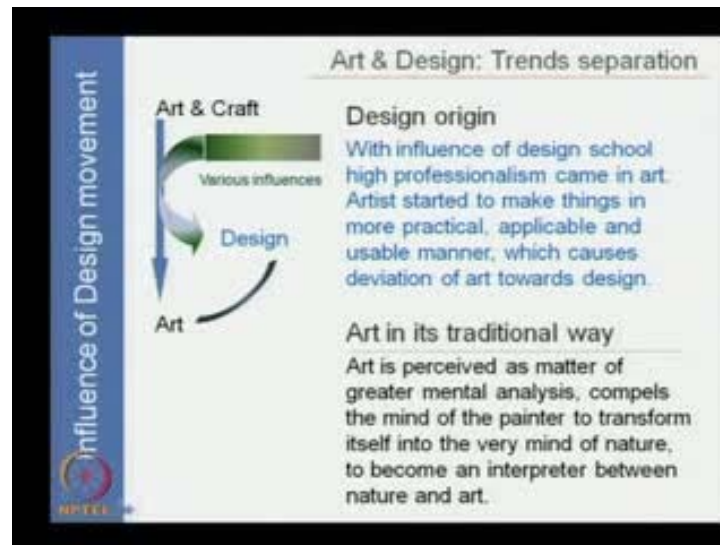 Art & Design: Trends separation
Influence of Design movement
Art & Craft
Various influences
Design
Art
Design origin
With influence of design school
high professionalism came in art.
Artist started to make things in
more practical, applicable and
usable manner, which causes
deviation of art towards design.
Art in its traditional way
Art is perceived as matter of
greater mental analysis, compels
the mind of the painter to transform
itself into the very mind of nature,
to become an interpreter between
nature and art.
NPTEL